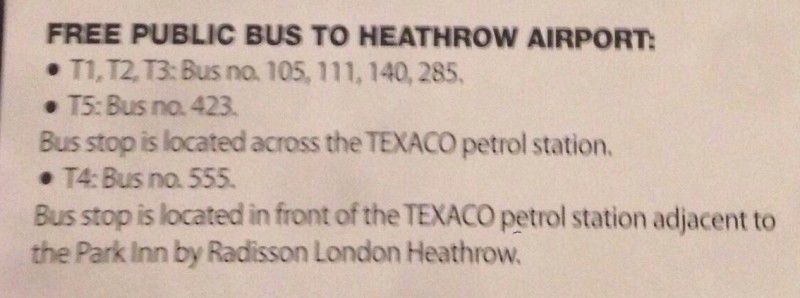 FREE PUBLIC BUS TO HEATHROW AIRPORT:
• T1, T2, T3: Bus no. 105, 111, 140, 285.
• T5: Bus no. 423.
Bus stop is located across the TEXACO petrol station.
• T4: Bus no. 555.
Bus stop is located in front of the TEXACO petrol station adjacent to
the Park Inn by Radisson London Heathrow.